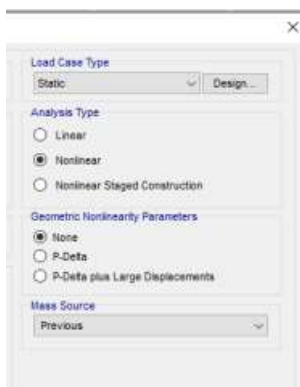 Load Case Type
Static
Design...
Analysis Type
Linear
Nonlinear
Nonlinear Staged Construction
Geometric Nonlinearity Parameters
None
P-Delta
P-Delta plus Large Displacements
Mass Source
Previous